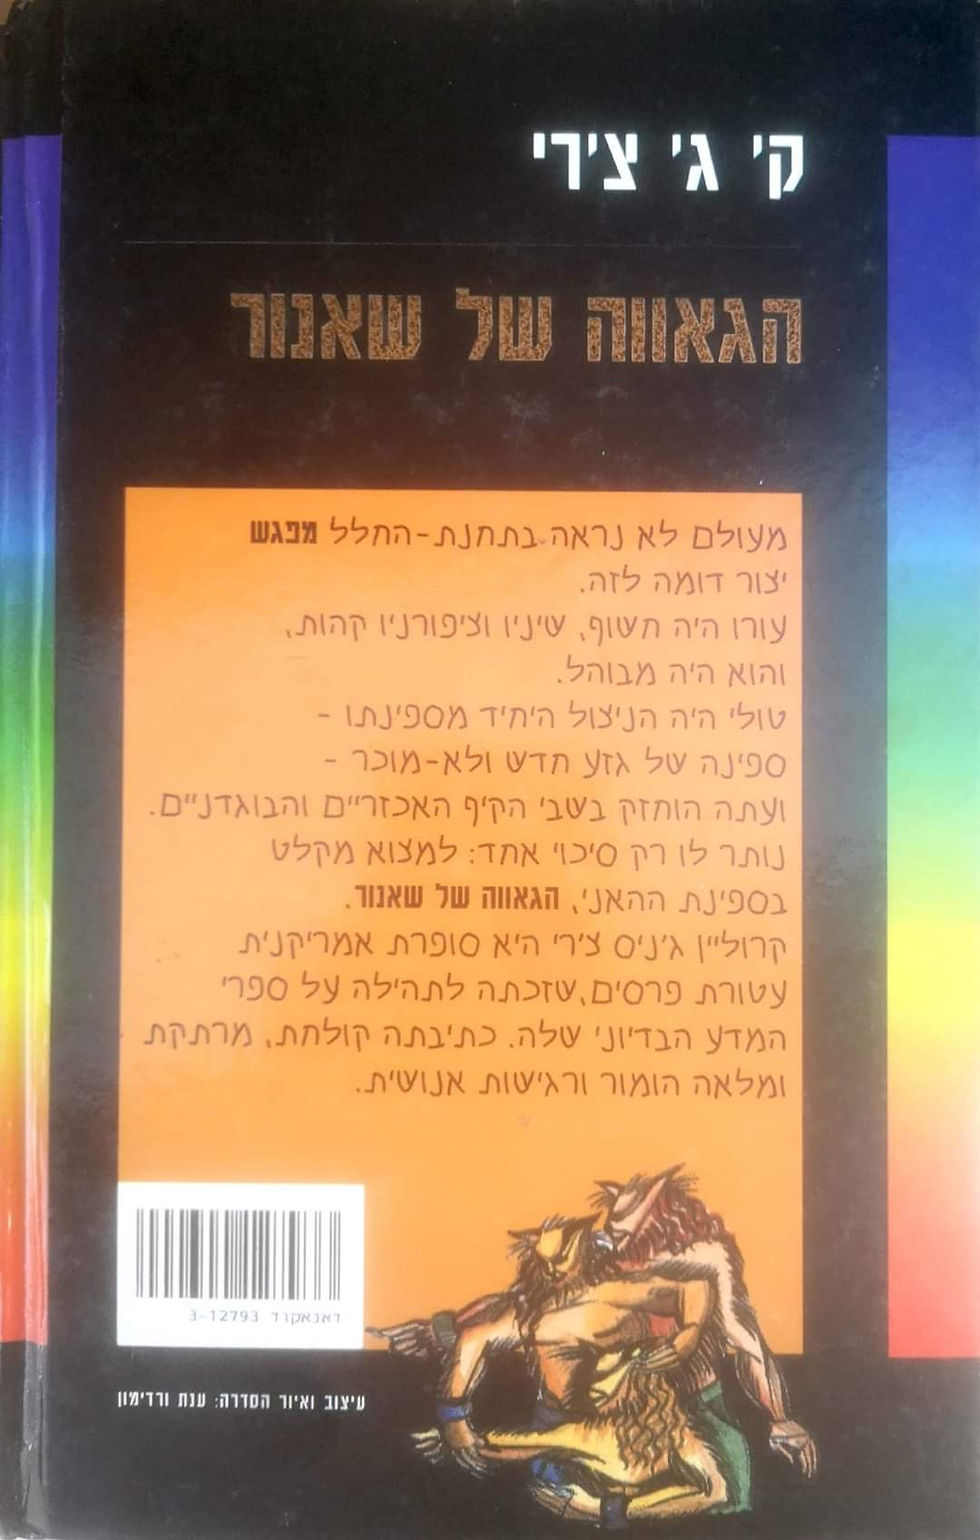 ק' ג' צ'רי
הגאווה של שאנור
מעולם לא נראה בתחנת-החלל מפגש
יצור דומה לזה.
עורו היה חשוף, שיניו וציפורניו קהות,
והוא היה מבוהל.
טולי היה הניצול היחיד מספינתו -
ספינה של גזע חדש ולא-מוכר -
ועתה הוחזק בשבי הקיף האכזריים והבוגדניים.
נותר לו רק סיכוי אחד: למצוא מקלט
בספינת ההאני, הגאווה של שאנור.
קרוליין ג'ניס צ'רי היא סופרת אמריקנית
עטורת פרסים, שזכתה לתהילה על ספרי
המדע הבדיוני שלה. כתיבתה קולחת, מרתקת
ומלאה הומור ורגישות אנושית.
דאנאקוד 3-12793
עיצוב ואיור הסדרה: ענת ורדימון